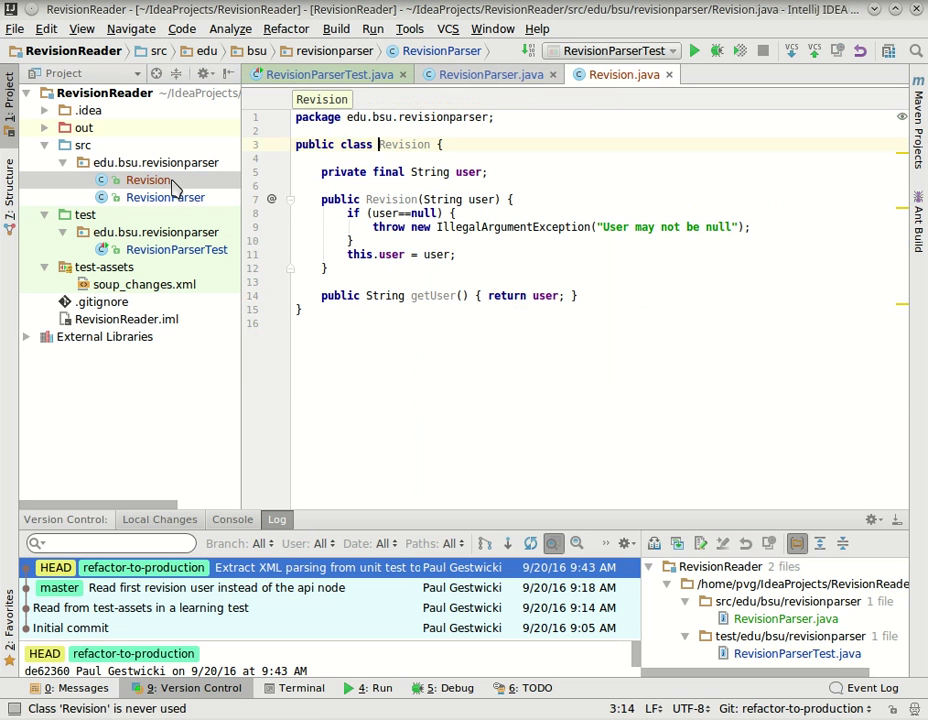 RevisionReader - [~/IdeaProjects/RevisionReader] - [RevisionReader] - ~/IdeaProjects/RevisionReader/src/edu/bsu/revisionparser/Revision.java - IntelliJ IDEA ...
File Edit View Navigate Code Analyze Refactor Build Run Tools VCS Window Help
RevisionReader src edu bsu revisionparser RevisionParser RevisionParserTest VCS VCS
Project RevisionParserTest.java RevisionParser.java Revision.java
1: Project
7: Structure
2: Favorites
RevisionReader ~/IdeaProjects/
.idea
out
src
edu.bsu.revisionparser
Revision
RevisionParser
test
edu.bsu.revisionparser
RevisionParserTest
test-assets
soup_changes.xml
.gitignore
RevisionReader.iml
External Libraries
Revision
1 package edu.bsu.revisionparser;
2
3 public class Revision {
4
5 private final String user;
6
7 @ public Revision(String user) {
8 if (user==null) {
9 throw new IllegalArgumentException("User may not be null");
10 }
11 this.user = user;
12 }
13
14 public String getUser() { return user; }
15 }
16
Maven Projects
Ant Build
Version Control: Local Changes Console Log
Branch: All User: All Date: All Paths: All
HEAD refactor-to-production Extract XML parsing from unit test to Paul Gestwicki 9/20/16 9:43 AM
master Read first revision user instead of the api node Paul Gestwicki 9/20/16 9:18 AM
Read from test-assets in a learning test Paul Gestwicki 9/20/16 9:14 AM
Initial commit Paul Gestwicki 9/20/16 9:05 AM
HEAD refactor-to-production
de62360 Paul Gestwicki on 9/20/16 at 9:43 AM
RevisionReader 2 files
/home/pvg/IdeaProjects/RevisionReade
src/edu/bsu/revisionparser 1 file
RevisionParser.java
test/edu/bsu/revisionparser 1 file
RevisionParserTest.java
0: Messages 9: Version Control Terminal 4: Run 5: Debug 6: TODO Event Log
Class 'Revision' is never used 3:14 LF UTF-8 Git: refactor-to-production